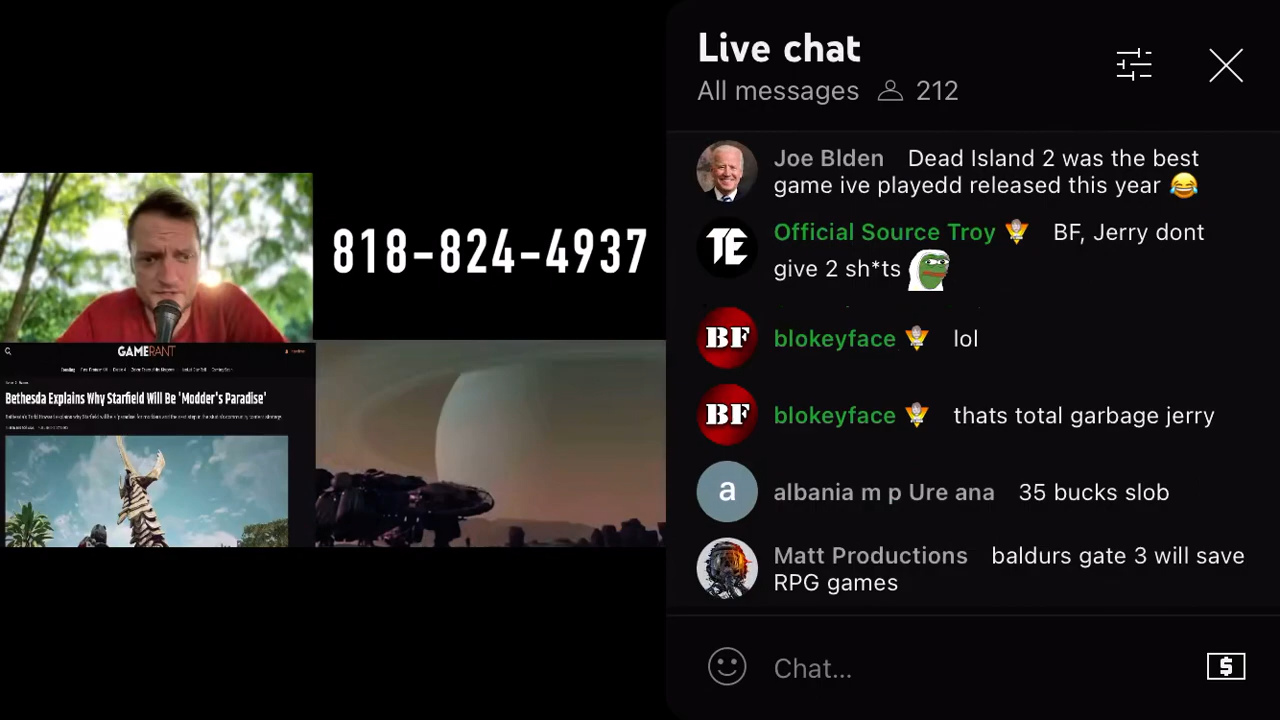 818-824-4937
GAMERANT
Bethesda Explains Why Starfield Will Be 'Modder's Paradise'
Live chat
All messages 212
Joe Blden Dead Island 2 was the best
game ive playedd released this year
TE
Official Source Troy BF, Jerry dont
give 2 sh*ts
BF
blokeyface lol
BF
blokeyface thats total garbage jerry
a
albania m p Ure ana 35 bucks slob
Matt Productions baldurs gate 3 will save
RPG games
Chat...
$